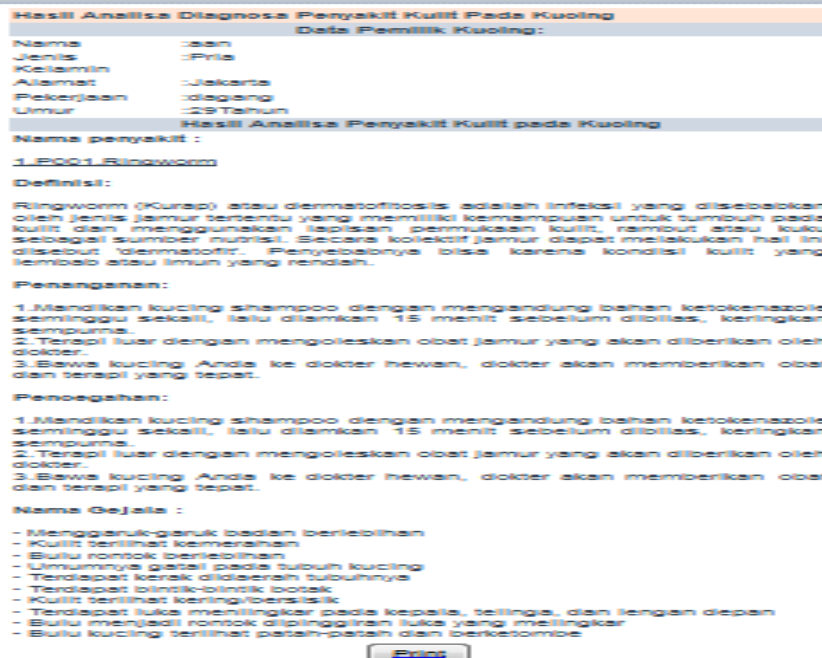 Hasil Analisa Diagnosa Penyakit Kulit Pada Kucing
Data Pemilik Kucing:
Nama :aan
Jenis :Pria
Kelamin
Alamat :Jakarta
Pekerjaan :dagang
Umur :29Tahun
Hasil Analisa Penyakit Kulit pada Kucing
Nama penyakit :
1.P001.Ringworm
Definisi:
Ringworm (Kurap) atau dermatofitosis adalah infeksi yang disebabkan
oleh jenis jamur tertentu yang memiliki kemampuan untuk tumbuh pada
kulit dan menggunakan lapisan permukaan kulit, rambut atau kuku
sebagai sumber nutrisi. Secara kolektif jamur dapat melakukan hal ini
disebut 'dermatofit'. Penyebabnya bisa karena kondisi kulit yang
lembab atau imun yang rendah.
Penanganan:
1.Mandikan kucing shampoo dengan mengandung bahan ketokenazole
seminggu sekali, lalu diamkan 15 menit sebelum dibilas, keringkan
sempurna.
2.Terapi luar dengan mengoleskan obat jamur yang akan diberikan oleh
dokter.
3.Bawa kucing Anda ke dokter hewan, dokter akan memberikan obat
dan terapi yang tepat.
Pencegahan:
1.Mandikan kucing shampoo dengan mengandung bahan ketokenazole
seminggu sekali, lalu diamkan 15 menit sebelum dibilas, keringkan
sempurna.
2.Terapi luar dengan mengoleskan obat jamur yang akan diberikan oleh
dokter.
3.Bawa kucing Anda ke dokter hewan, dokter akan memberikan obat
dan terapi yang tepat.
Nama Gejala :
- Menggaruk-garuk badan berlebihan
- Kulit terlihat kemerahan
- Bulu rontok berlebihan
- Umumnya gatal pada tubuh kucing
- Terdapat kerak didaerah tubuhnya
- Terdapat bintik-bintik botak
- Kulit terlihat kering/bersisik
- Terdapat luka melingkar pada kepala, telinga, dan lengan depan
- Bulu menjadi rontok dipinggiran luka yang melingkar
- Bulu kucing terlihat patah-patah dan berketombe
Print